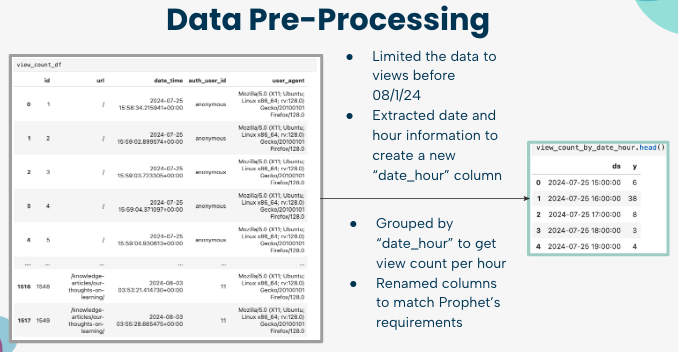 Data Pre-Processing
view_count_df
id url date_time auth_user_id user_agent
0 1 / 2024-07-25 15:58:34.215941+00:00 anonymous Mozilla/5.0 (X11; Ubuntu; Linux x86_64; rv:128.0) Gecko/20100101 Firefox/128.0
1 2 / 2024-07-25 15:59:02.899574+00:00 anonymous Mozilla/5.0 (X11; Ubuntu; Linux x86_64; rv:128.0) Gecko/20100101 Firefox/128.0
2 3 / 2024-07-25 15:59:03.723305+00:00 anonymous Mozilla/5.0 (X11; Ubuntu; Linux x86_64; rv:128.0) Gecko/20100101 Firefox/128.0
3 4 / 2024-07-25 15:59:04.371097+00:00 anonymous Mozilla/5.0 (X11; Ubuntu; Linux x86_64; rv:128.0) Gecko/20100101 Firefox/128.0
4 5 / 2024-07-25 15:59:04.930613+00:00 anonymous Mozilla/5.0 (X11; Ubuntu; Linux x86_64; rv:128.0) Gecko/20100101 Firefox/128.0
... ... ... ... ... ...
1516 1548 /knowledge-articles/our-thoughts-on-learning/ 2024-08-03 03:53:21.414730+00:00 11 Mozilla/5.0 (X11; Ubuntu; Linux x86_64; rv:128.0) Gecko/20100101 Firefox/128.0
1517 1549 /knowledge-articles/our-thoughts-on-learning/ 2024-08-03 03:55:28.665475+00:00 11 Mozilla/5.0 (X11; Ubuntu; Linux x86_64; rv:128.0) Gecko/20100101 Firefox/128.0
● Limited the data to
views before
08/1/24
● Extracted date and
hour information to
create a new
“date_hour” column
● Grouped by
“date_hour” to get
view count per hour
● Renamed columns
to match Prophet’s
requirements
view_count_by_date_hour.head()
ds y
0 2024-07-25 15:00:00 6
1 2024-07-25 16:00:00 38
2 2024-07-25 17:00:00 8
3 2024-07-25 18:00:00 3
4 2024-07-25 19:00:00 4